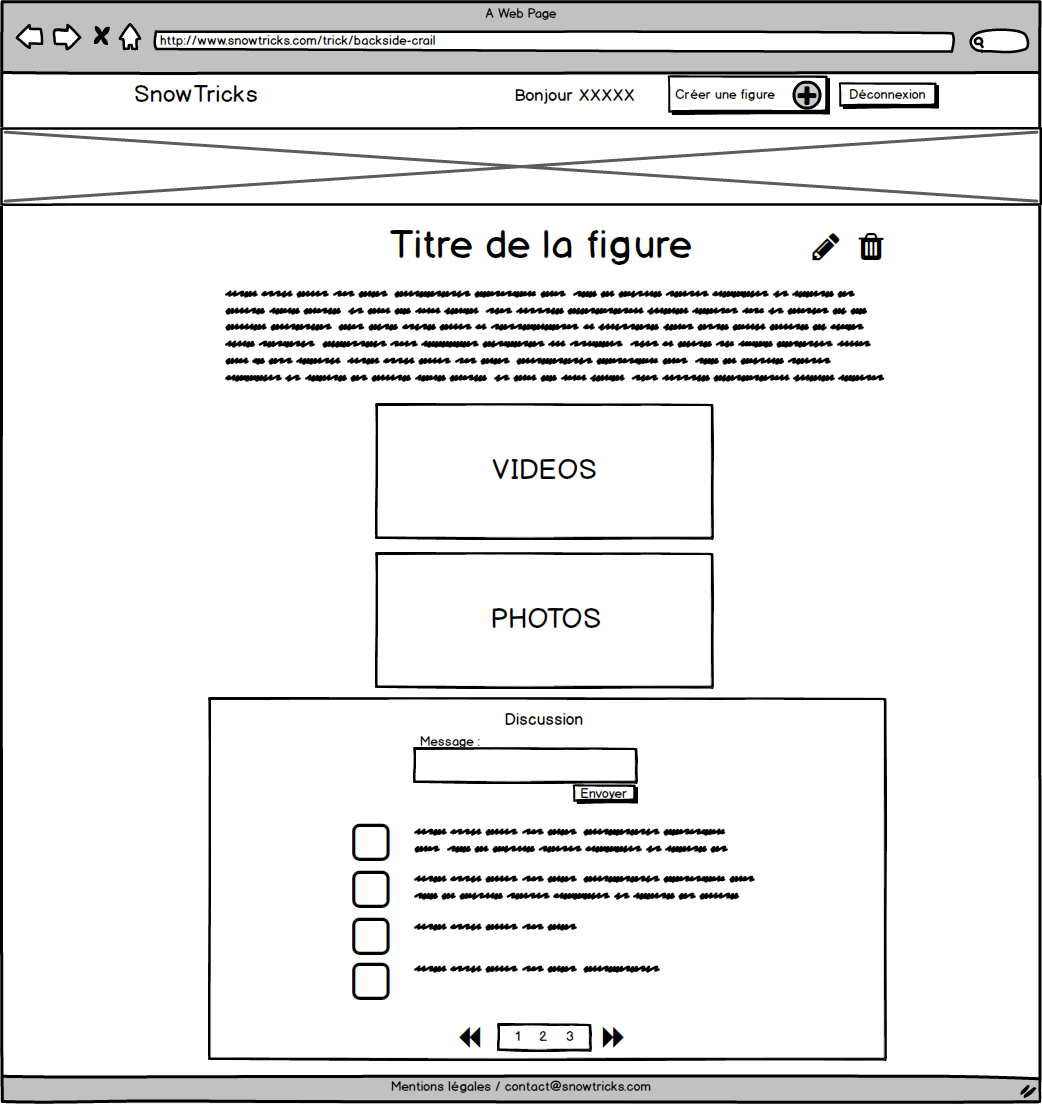 A Web Page
http://www.snowtricks.com/trick/backside-crail
SnowTricks
Bonjour XXXXX
Créer une figure
Déconnexion
Titre de la figure
VIDEOS
PHOTOS
Discussion
Message :
Envoyer
1 2 3
Mentions légales / contact@snowtricks.com